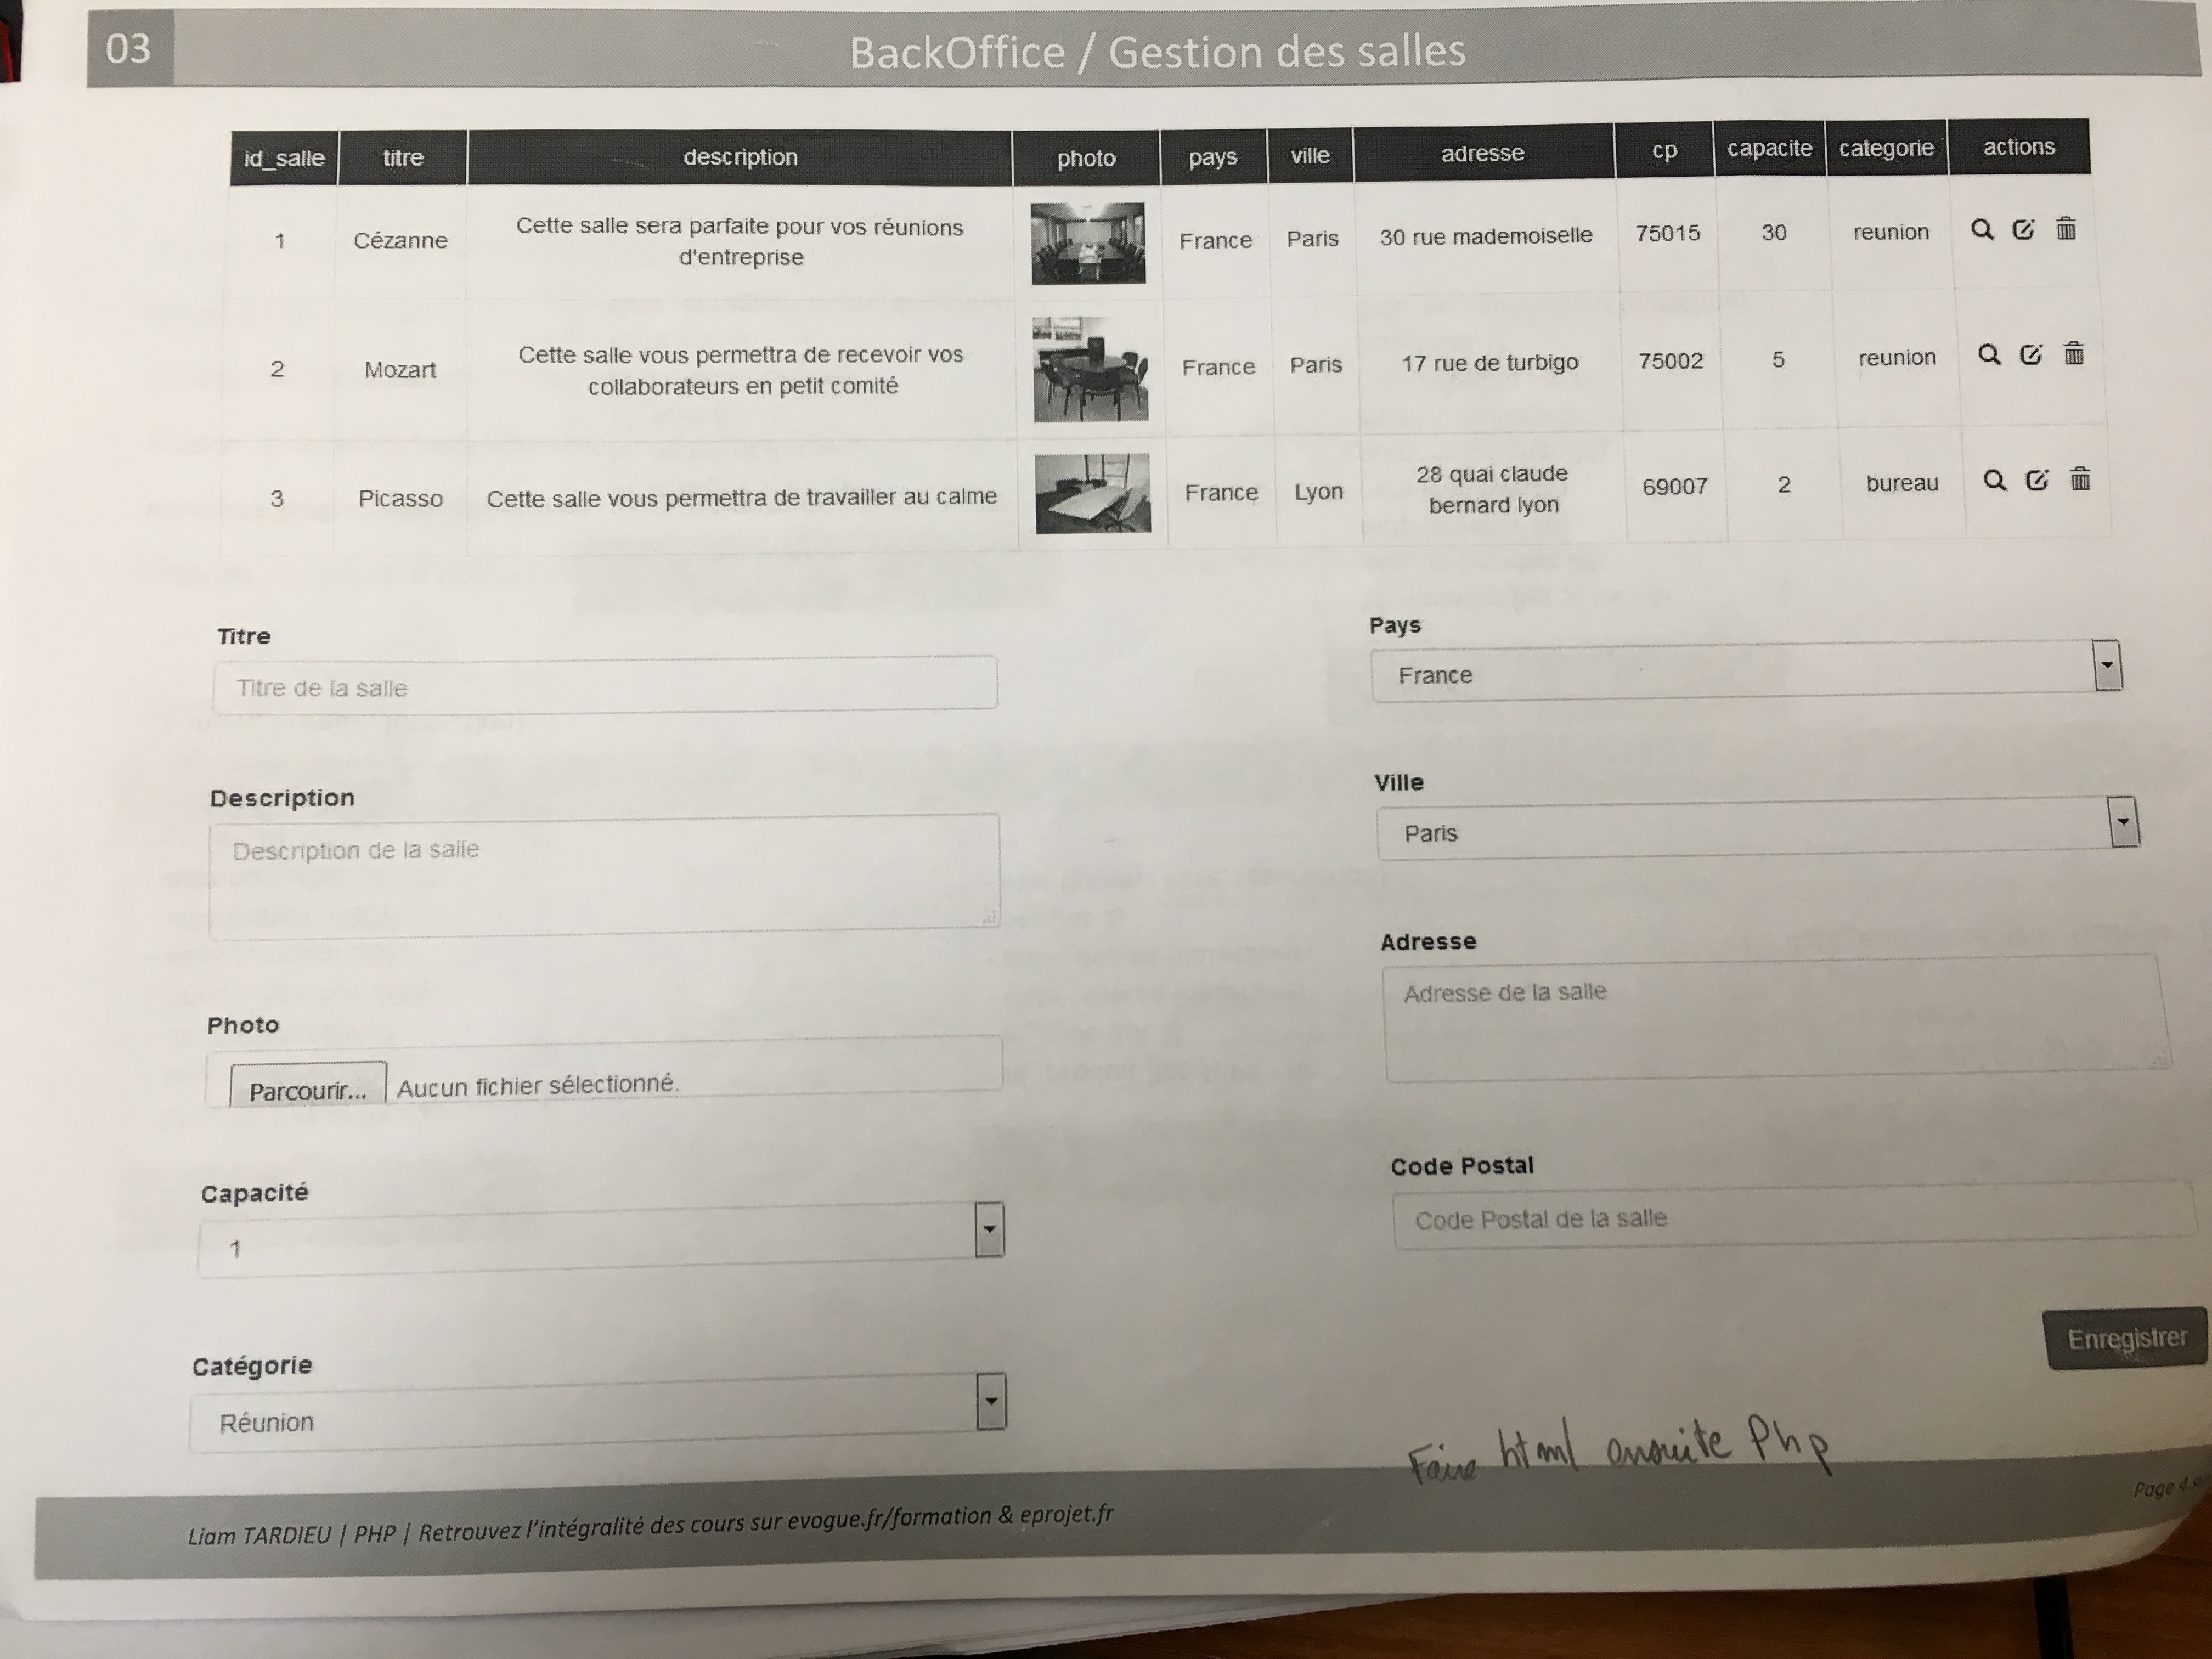 03 BackOffice / Gestion des salles
id_salle titre description photo pays ville adresse cp capacite categorie actions
1 Cézanne Cette salle sera parfaite pour vos réunions d'entreprise France Paris 30 rue mademoiselle 75015 30 reunion
2 Mozart Cette salle vous permettra de recevoir vos collaborateurs en petit comité France Paris 17 rue de turbigo 75002 5 reunion
3 Picasso Cette salle vous permettra de travailler au calme France Lyon 28 quai claude bernard lyon 69007 2 bureau
Titre
Titre de la salle
Description
Description de la salle
Photo
Parcourir... Aucun fichier sélectionné.
Capacité
1
Catégorie
Réunion
Pays
France
Ville
Paris
Adresse
Adresse de la salle
Code Postal
Code Postal de la salle
Enregistrer
Faire html ensuite Php
Liam TARDIEU | PHP | Retrouvez l'intégralité des cours sur evogue.fr/formation & eprojet.fr
Page 4